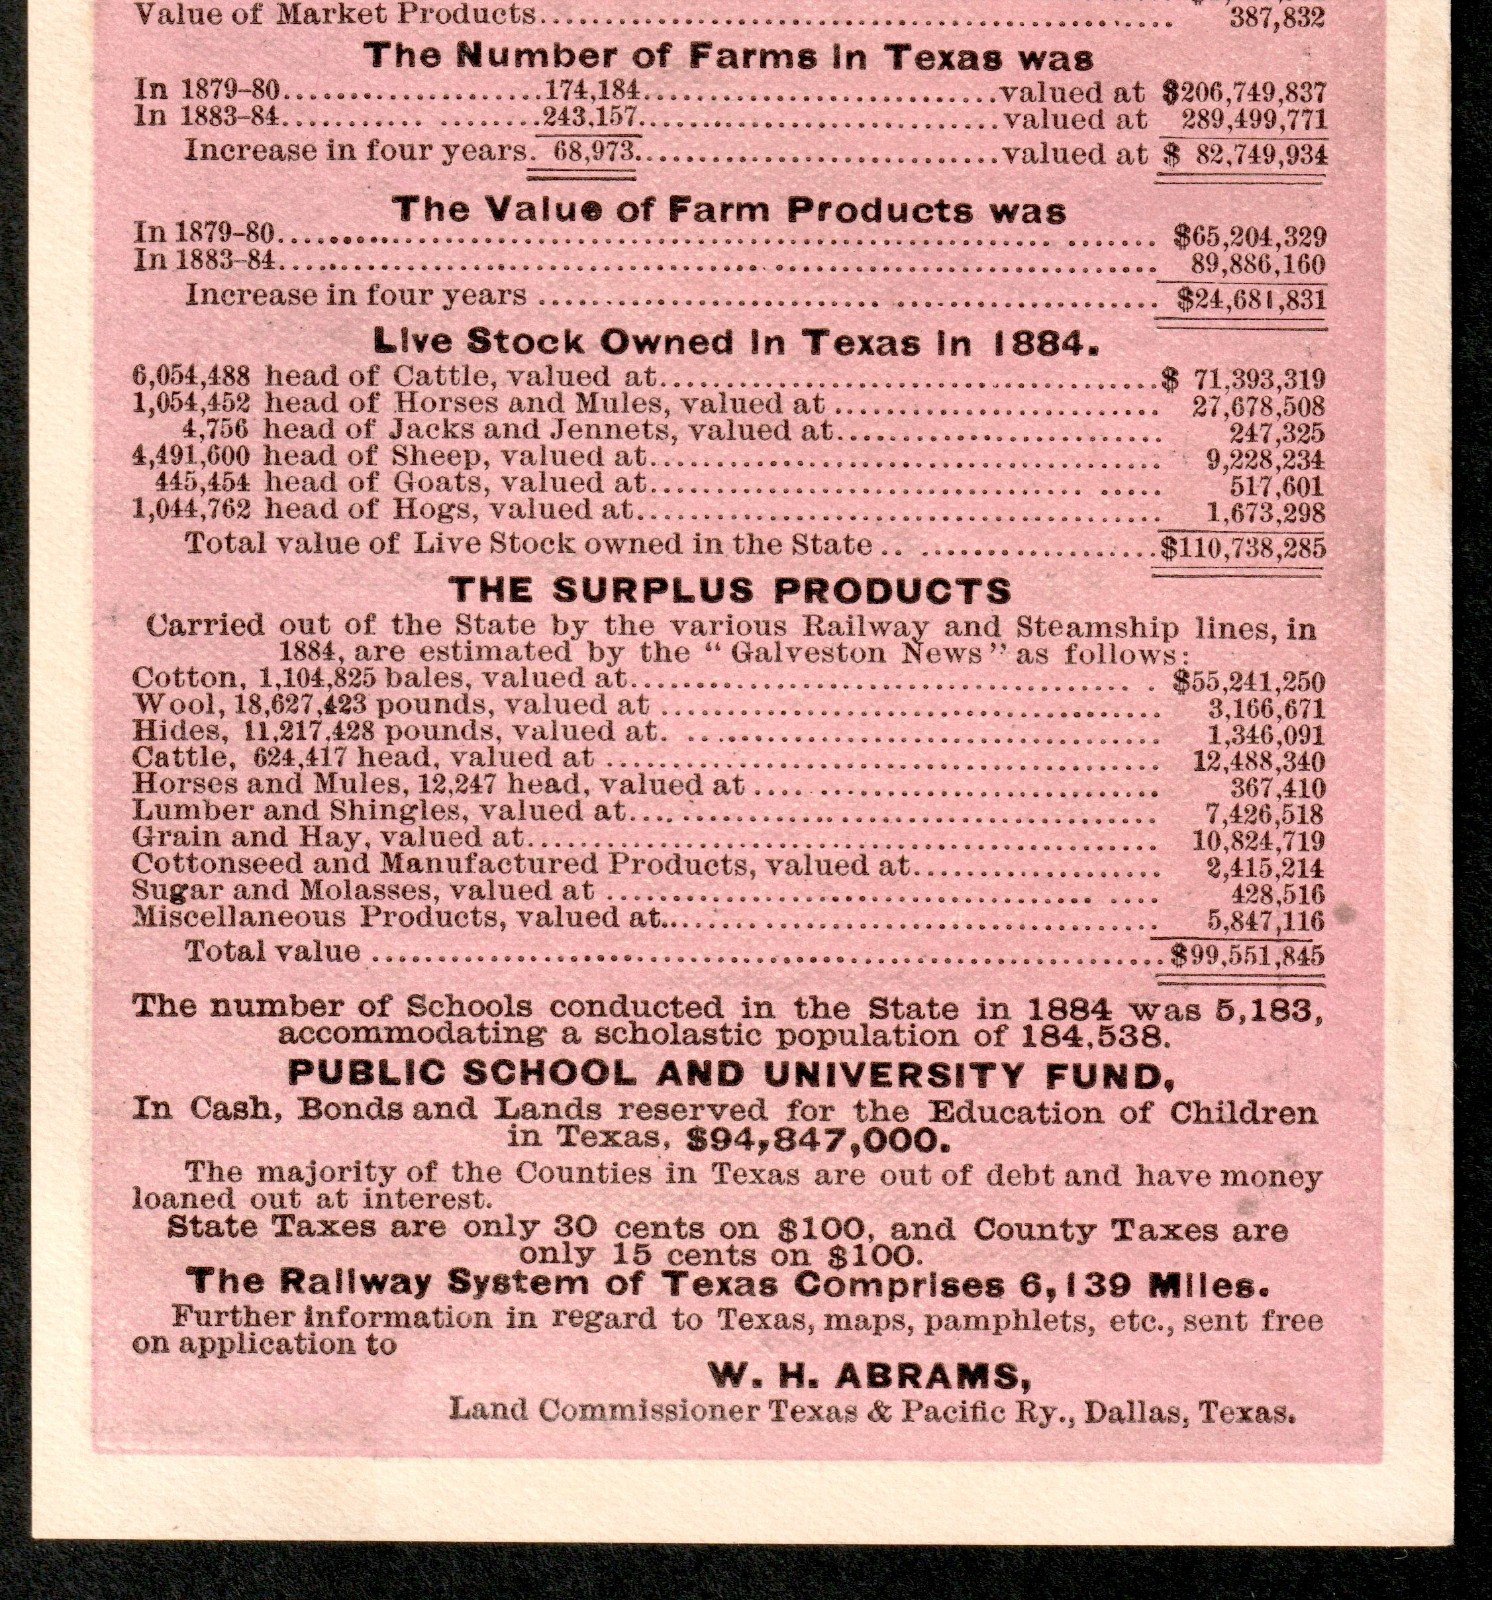 Value of Market Products........ 387,832
The Number of Farms in Texas was
In 1879-80........174,184........valued at $206,749,837
In 1883-84........243,157........valued at 289,499,771
Increase in four years. 68,973........valued at $ 82,749,934
The Value of Farm Products was
In 1879-80........ $65,204,329
In 1883-84........ 89,886,160
Increase in four years ........ $24,681,831
Live Stock Owned in Texas in 1884.
6,054,488 head of Cattle, valued at........$ 71,393,319
1,054,452 head of Horses and Mules, valued at ........ 27,678,508
4,756 head of Jacks and Jennets, valued at........ 247,325
4,491,600 head of Sheep, valued at........ 9,228,234
445,454 head of Goats, valued at........ 517,601
1,044,762 head of Hogs, valued at........ 1,673,298
Total value of Live Stock owned in the State ........$110,738,285
THE SURPLUS PRODUCTS
Carried out of the State by the various Railway and Steamship lines, in
1884, are estimated by the "Galveston News" as follows:
Cotton, 1,104,825 bales, valued at........ $55,241,250
Wool, 18,627,423 pounds, valued at ........ 3,166,671
Hides, 11,217,428 pounds, valued at........ 1,346,091
Cattle, 624,417 head, valued at ........ 12,488,340
Horses and Mules, 12,247 head, valued at ........ 367,410
Lumber and Shingles, valued at........ 7,426,518
Grain and Hay, valued at........ 10,824,719
Cottonseed and Manufactured Products, valued at........ 2,415,214
Sugar and Molasses, valued at ........ 428,516
Miscellaneous Products, valued at........ 5,847,116
Total value ........$99,551,845
The number of Schools conducted in the State in 1884 was 5,183,
accommodating a scholastic population of 184,538.
PUBLIC SCHOOL AND UNIVERSITY FUND,
In Cash, Bonds and Lands reserved for the Education of Children
in Texas, $94,847,000.
The majority of the Counties in Texas are out of debt and have money
loaned out at interest.
State Taxes are only 30 cents on $100, and County Taxes are
only 15 cents on $100.
The Railway System of Texas Comprises 6,139 Miles.
Further information in regard to Texas, maps, pamphlets, etc., sent free
on application to
W. H. ABRAMS,
Land Commissioner Texas & Pacific Ry., Dallas, Texas.